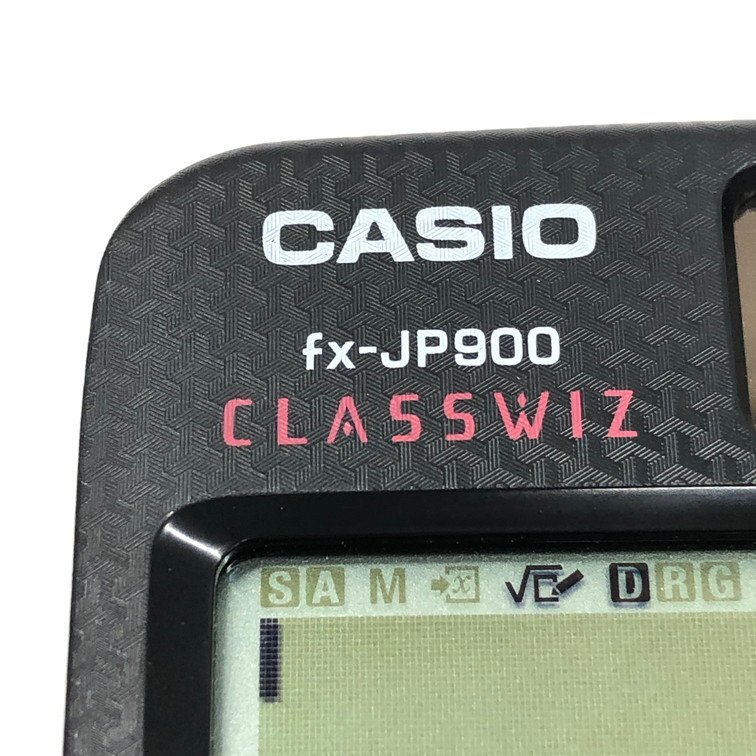 CASIO
fx-JP900
CLASSWIZ
S A M →x √□ D R G